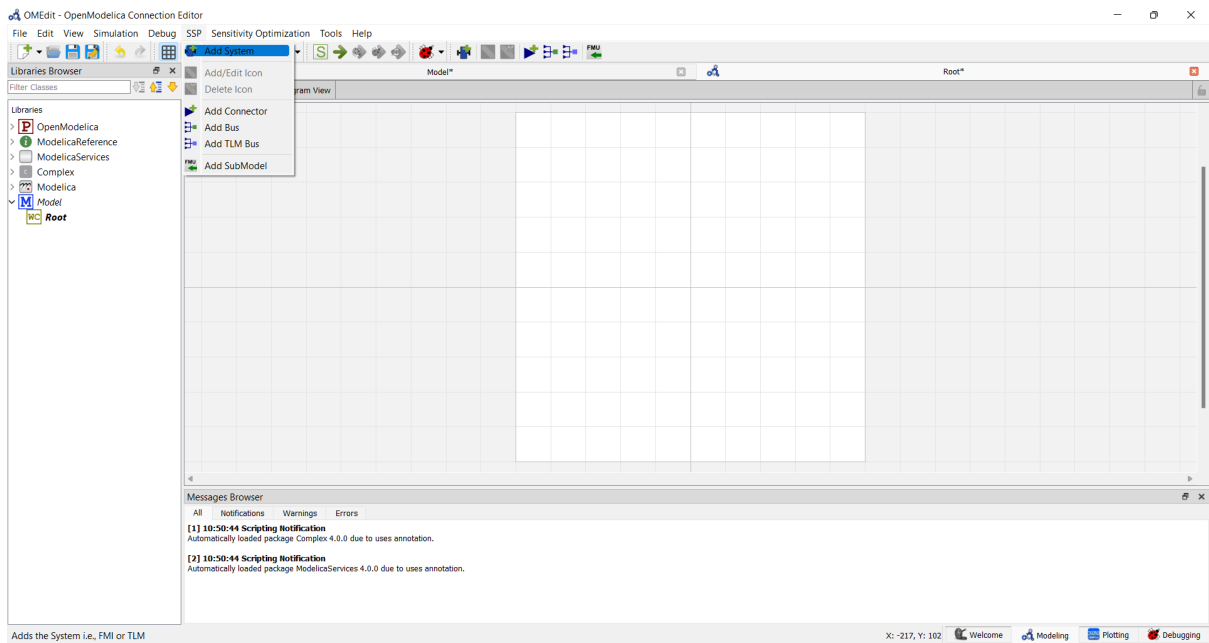 OMEdit - OpenModelica Connection Editor
File Edit View Simulation Debug SSP Sensitivity Optimization Tools Help
Add System
S
FMU
Libraries Browser
Filter Classes
Libraries
P OpenModelica
i ModelicaReference
ModelicaServices
C Complex
Modelica
M Model
WC Root
Add/Edit Icon
Delete Icon
Add Connector
Add Bus
Add TLM Bus
FMU Add SubModel
Model*
Root*
gram View
Messages Browser
All Notifications Warnings Errors
[1] 10:50:44 Scripting Notification
Automatically loaded package Complex 4.0.0 due to uses annotation.
[2] 10:50:44 Scripting Notification
Automatically loaded package ModelicaServices 4.0.0 due to uses annotation.
Adds the System i.e., FMI or TLM
X: -217, Y: 102 Welcome Modeling Plotting Debugging